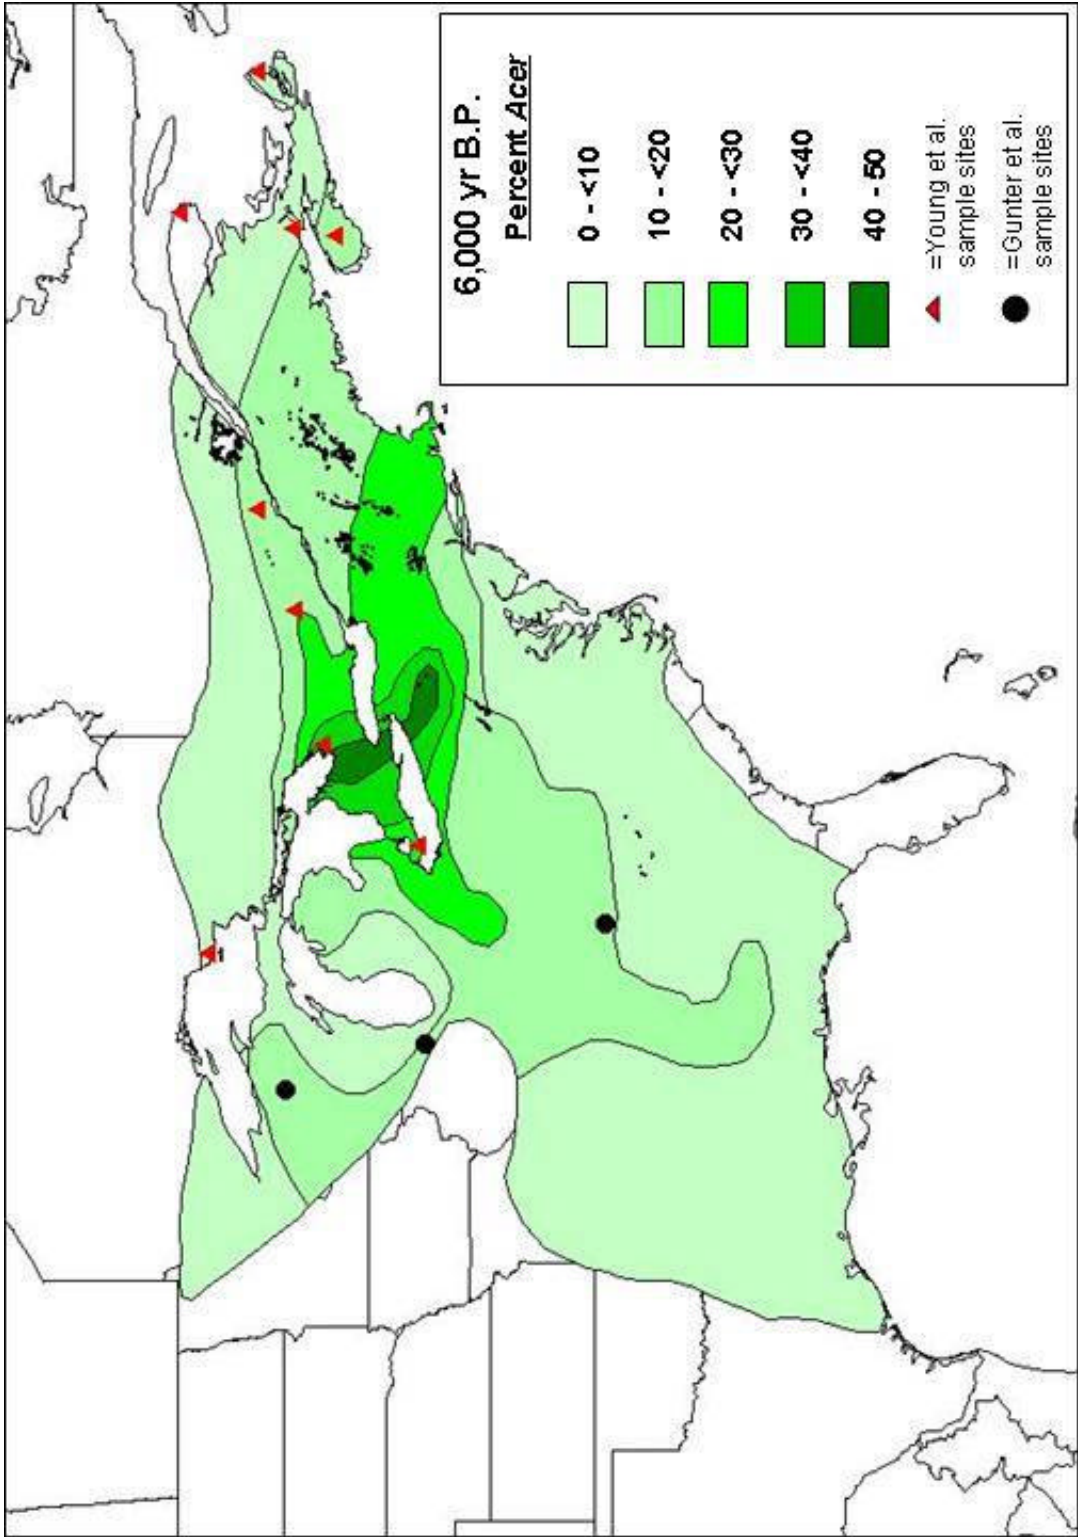 6,000 yr B.P.
Percent Acer
0 - <10
10 - <20
20 - <30
30 - <40
40 - 50
=Young et al.
sample sites
=Gunter et al.
sample sites